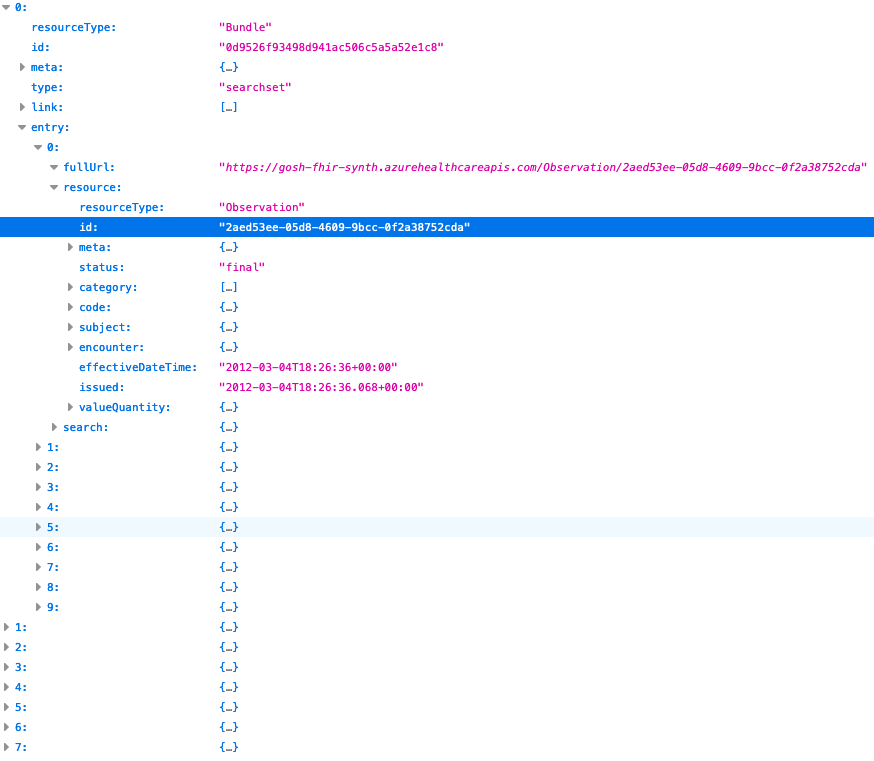 0:
resourceType: "Bundle"
id: "0d9526f93498d941ac506c5a5a52e1c8"
meta: {…}
type: "searchset"
link: […]
entry:
0:
fullUrl: "https://gosh-fhir-synth.azurehealthcareapis.com/Observation/2aed53ee-05d8-4609-9bcc-0f2a38752cda"
resource:
resourceType: "Observation"
id: "2aed53ee-05d8-4609-9bcc-0f2a38752cda"
meta: {…}
status: "final"
category: […]
code: {…}
subject: {…}
encounter: {…}
effectiveDateTime: "2012-03-04T18:26:36+00:00"
issued: "2012-03-04T18:26:36.068+00:00"
valueQuantity: {…}
search: {…}
1: {…}
2: {…}
3: {…}
4: {…}
5: {…}
6: {…}
7: {…}
8: {…}
9: {…}
1: {…}
2: {…}
3: {…}
4: {…}
5: {…}
6: {…}
7: {…}